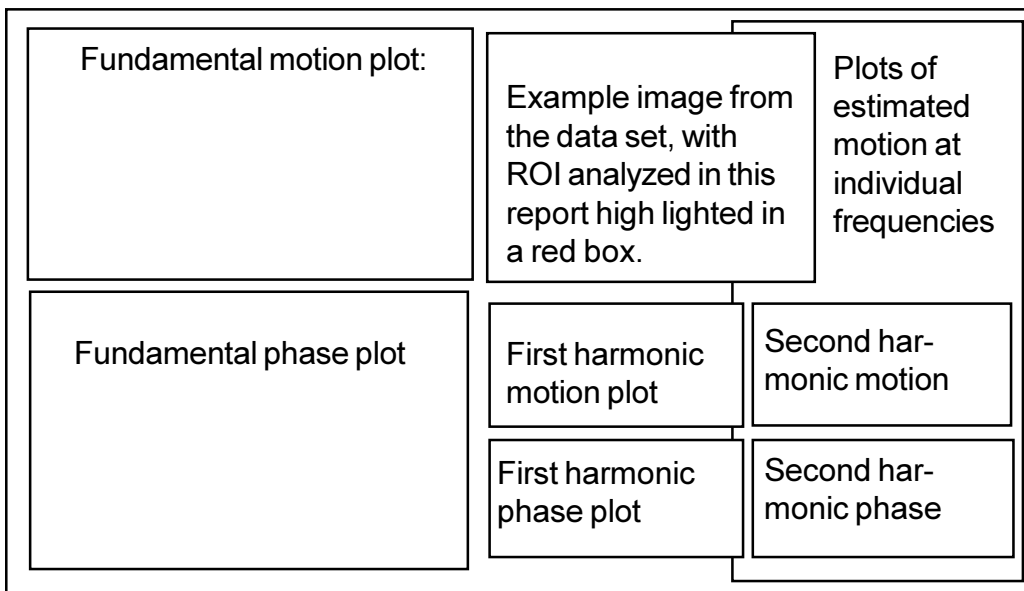 Fundamental motion plot:
Example image from
the data set, with
ROI analyzed in this
report high lighted in
a red box.
Plots of
estimated
motion at
individual
frequencies
Fundamental phase plot
First harmonic
motion plot
Second har-
monic motion
First harmonic
phase plot
Second har-
monic phase